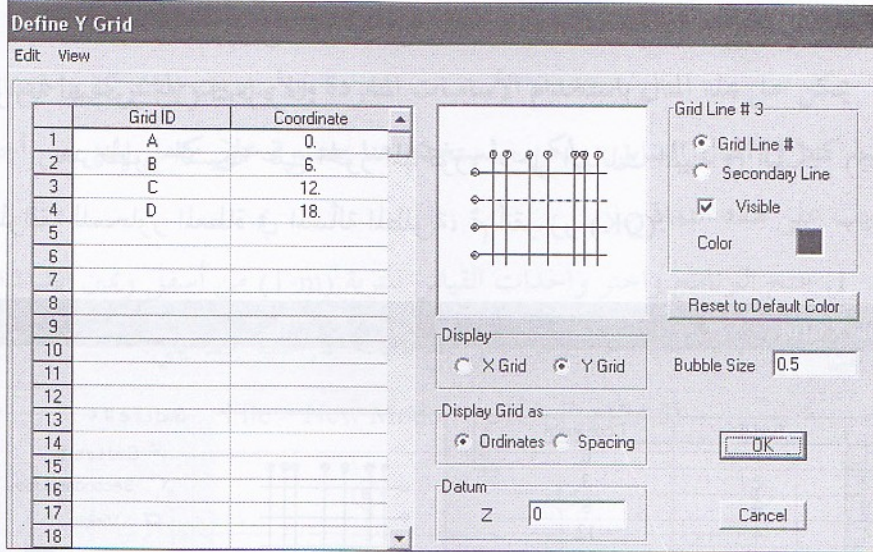 Define Y Grid
Edit View
Grid ID Coordinate
1 A 0.
2 B 6.
3 C 12.
4 D 18.
5
6
7
8
9
10
11
12
13
14
15
16
17
18
Grid Line # 3
Grid Line #
Secondary Line
Visible
Color
Reset to Default Color
Display
X Grid Y Grid
Bubble Size 0.5
Display Grid as
Ordinates Spacing
OK
Datum
Z 0
Cancel